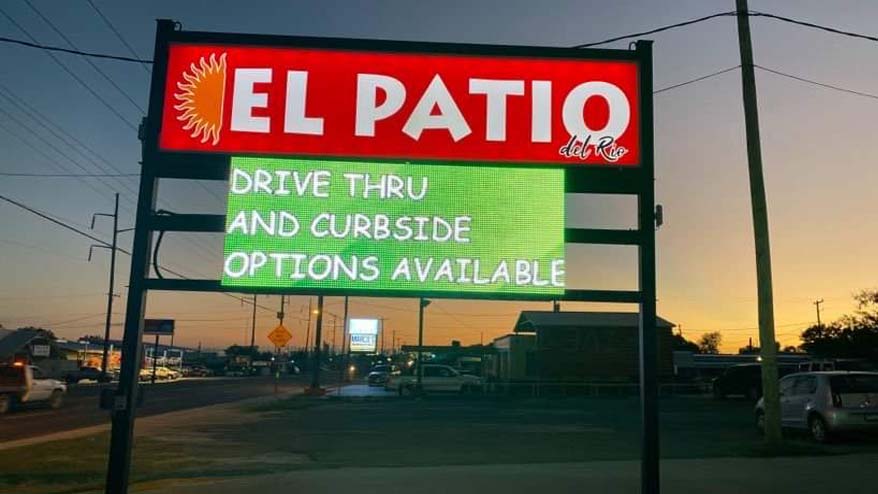 EL PATIO
del Rio
DRIVE THRU
AND CURBSIDE
OPTIONS AVAILABLE